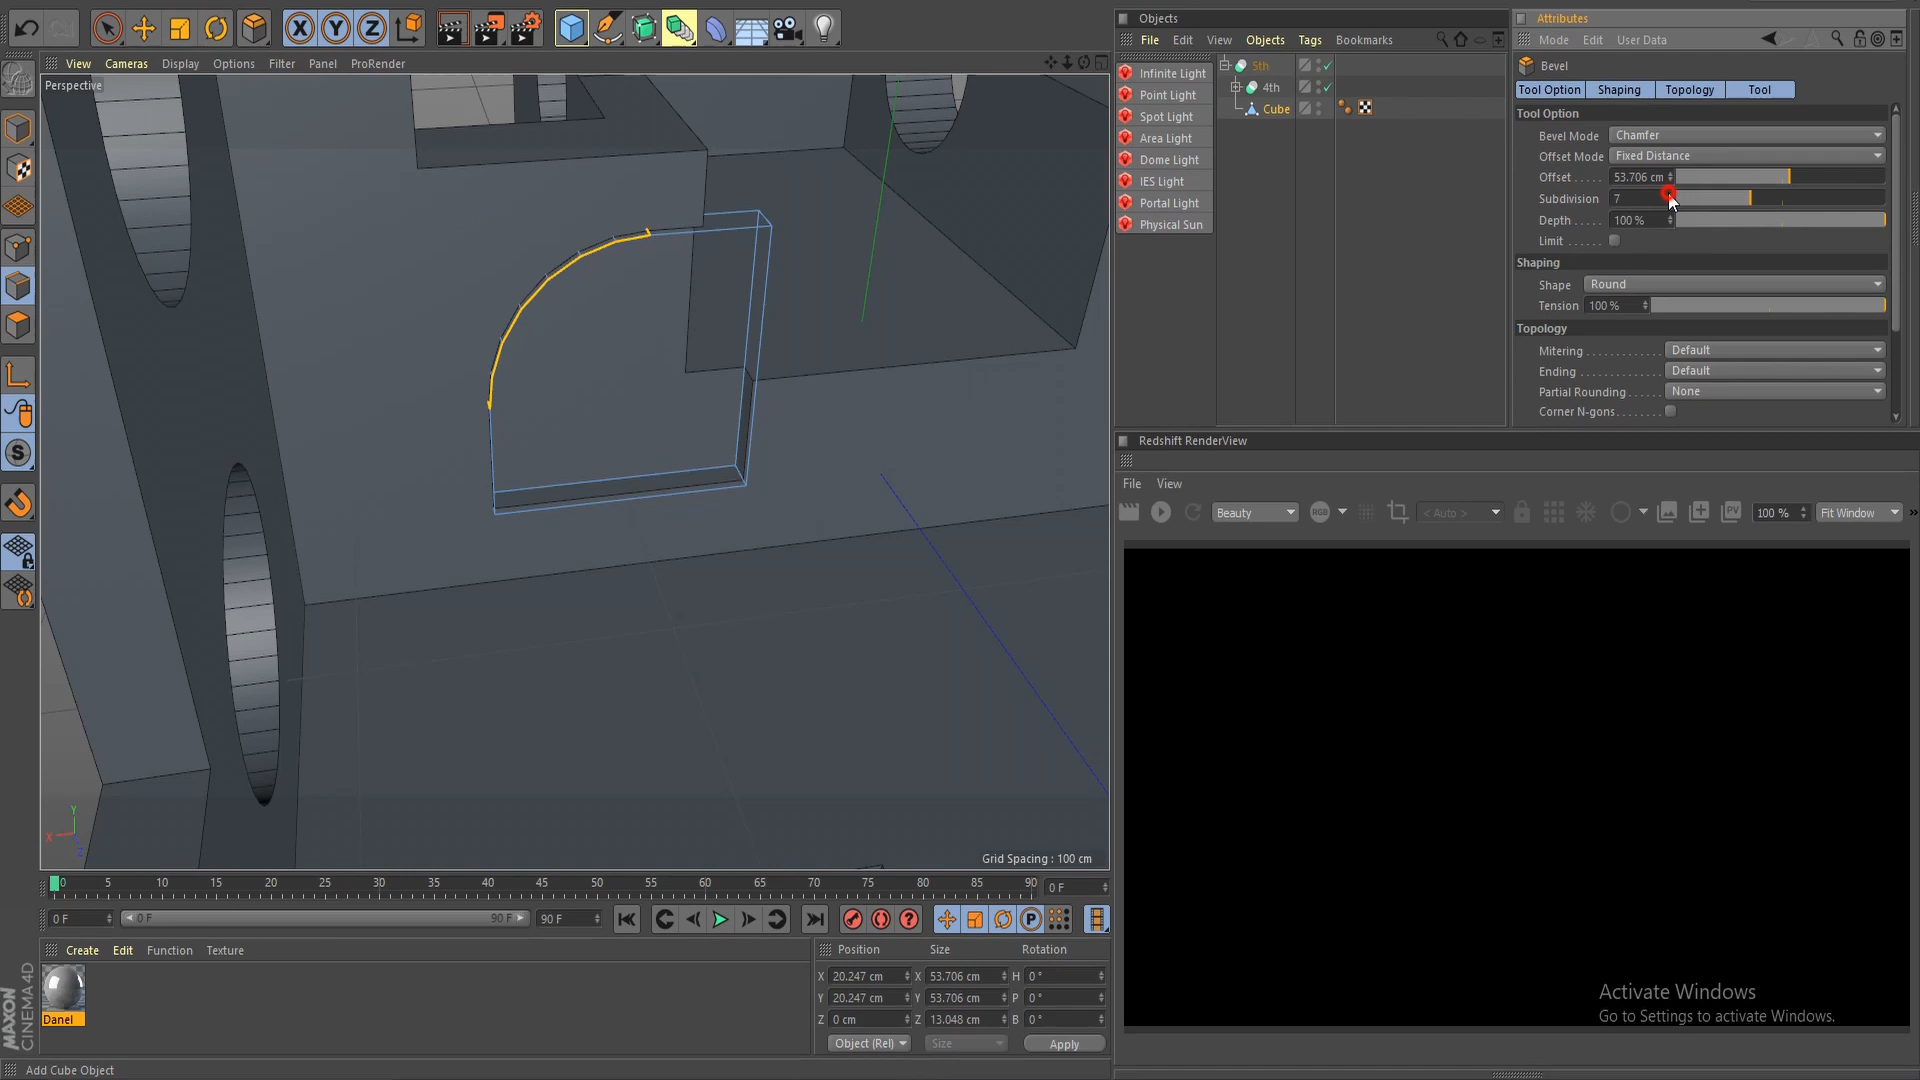 Objects
Attributes
File Edit View Objects Tags Bookmarks
Mode Edit User Data
View Cameras Display Options Filter Panel ProRender
Perspective
Infinite Light
Point Light
Spot Light
Area Light
Dome Light
IES Light
Portal Light
Physical Sun
5th
4th
Cube
Bevel
Tool Option Shaping Topology Tool
Tool Option
Bevel Mode Chamfer
Offset Mode Fixed Distance
Offset . . . . 53.706 cm
Subdivision 7
Depth . . . . 100 %
Limit . . . . . .
Shaping
Shape Round
Tension 100 %
Topology
Mitering . . . . . . . . . . . . Default
Ending . . . . . . . . . . . . . Default
Partial Rounding . . . . . . None
Corner N-gons . . . . . . . .
Redshift RenderView
File View
Beauty RGB < Auto > PV 100 % Fit Window
Grid Spacing : 100 cm
0 5 10 15 20 25 30 35 40 45 50 55 60 65 70 75 80 85 90 0 F
0 F 0 F 90 F 90 F
Create Edit Function Texture
Danel
Position Size Rotation
X 20.247 cm X 53.706 cm H 0 °
Y 20.247 cm Y 53.706 cm P 0 °
Z 0 cm Z 13.048 cm B 0 °
Object (Rel) Size Apply
Activate Windows
Go to Settings to activate Windows.
MAXON
CINEMA 4D
Add Cube Object
X Y Z